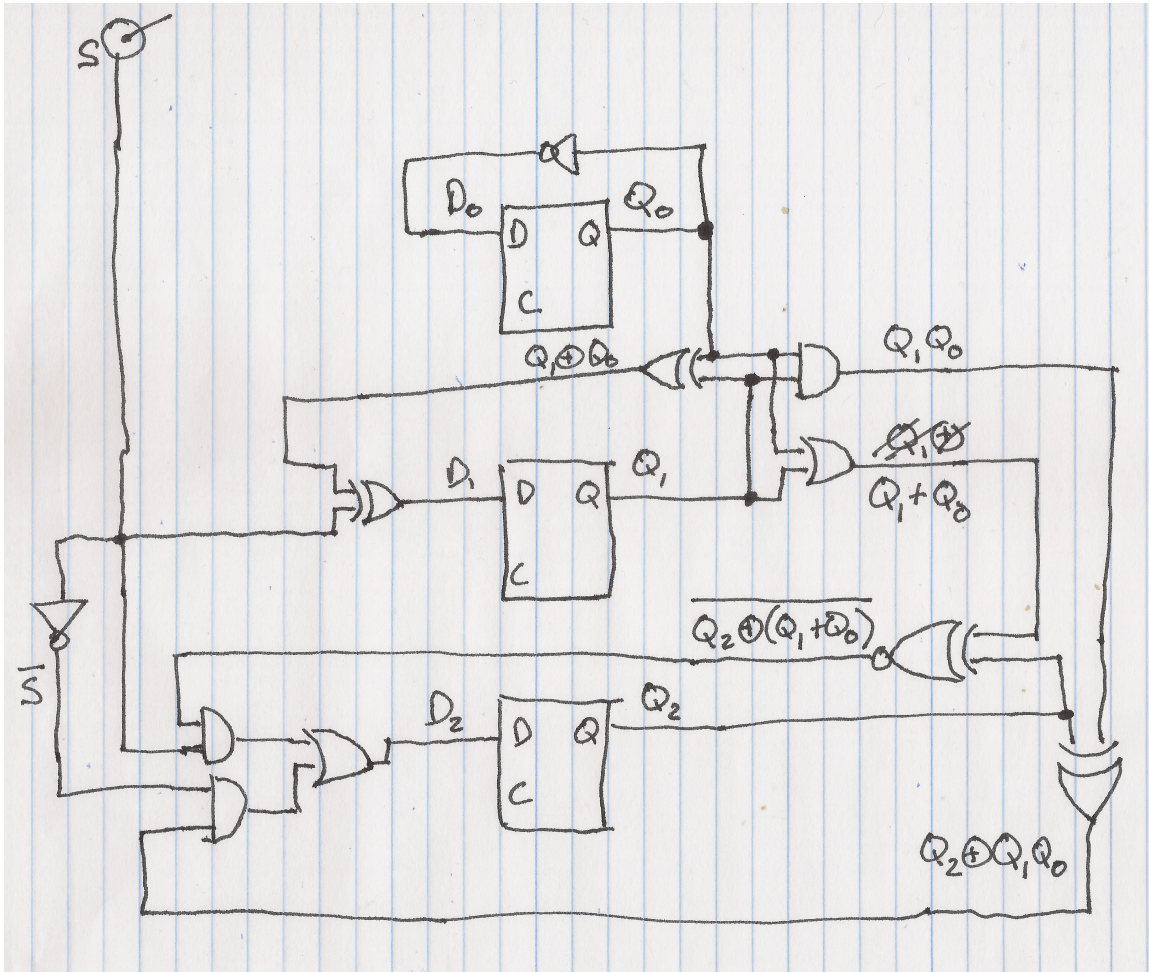 S
D₀
Q₀
D Q
C
Q₁⊕Q₀
Q₁Q₀
Q₁⊕
Q₁+Q₀
D₁
Q₁
D Q
C
S̅
Q₂⊕(Q₁+Q₀)̅
D₂
Q₂
D Q
C
Q₂⊕Q₁Q₀